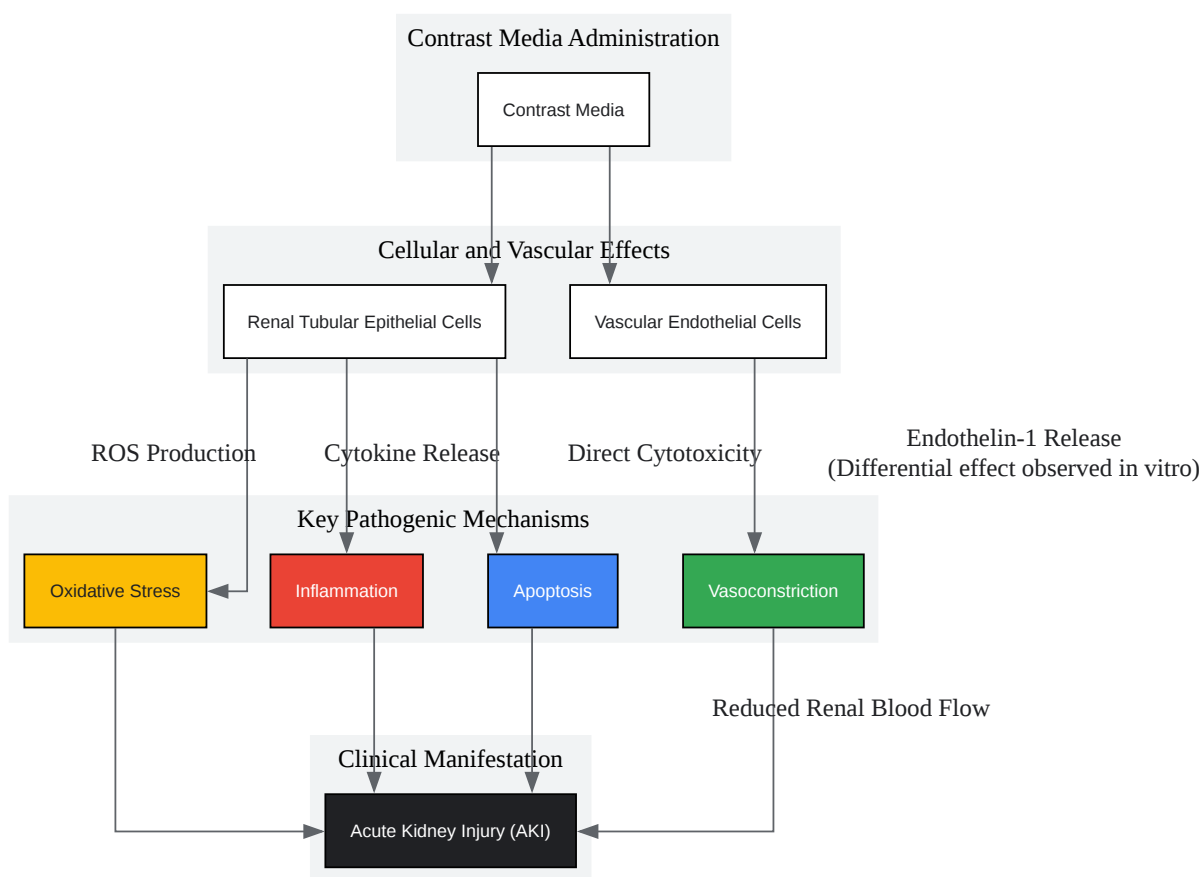 Contrast Media Administration
Contrast Media
Cellular and Vascular Effects
Renal Tubular Epithelial Cells
Vascular Endothelial Cells
ROS Production
Cytokine Release
Direct Cytotoxicity
Endothelin-1 Release
(Differential effect observed in vitro)
Key Pathogenic Mechanisms
Oxidative Stress
Inflammation
Apoptosis
Vasoconstriction
Reduced Renal Blood Flow
Clinical Manifestation
Acute Kidney Injury (AKI)